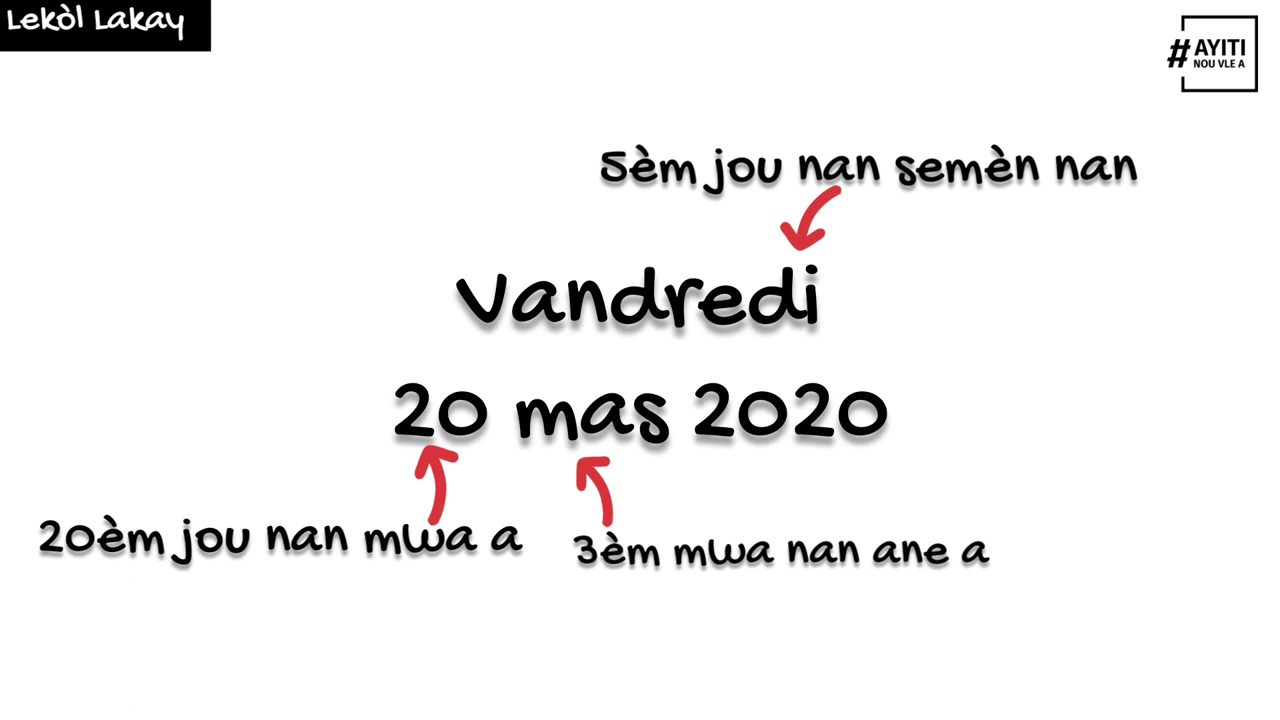 Lekòl Lakay
#AYITI
NOU VLE A
5èm jou nan semèn nan
Vandredi
20 mas 2020
20èm jou nan mwa a
3èm mwa nan ane a